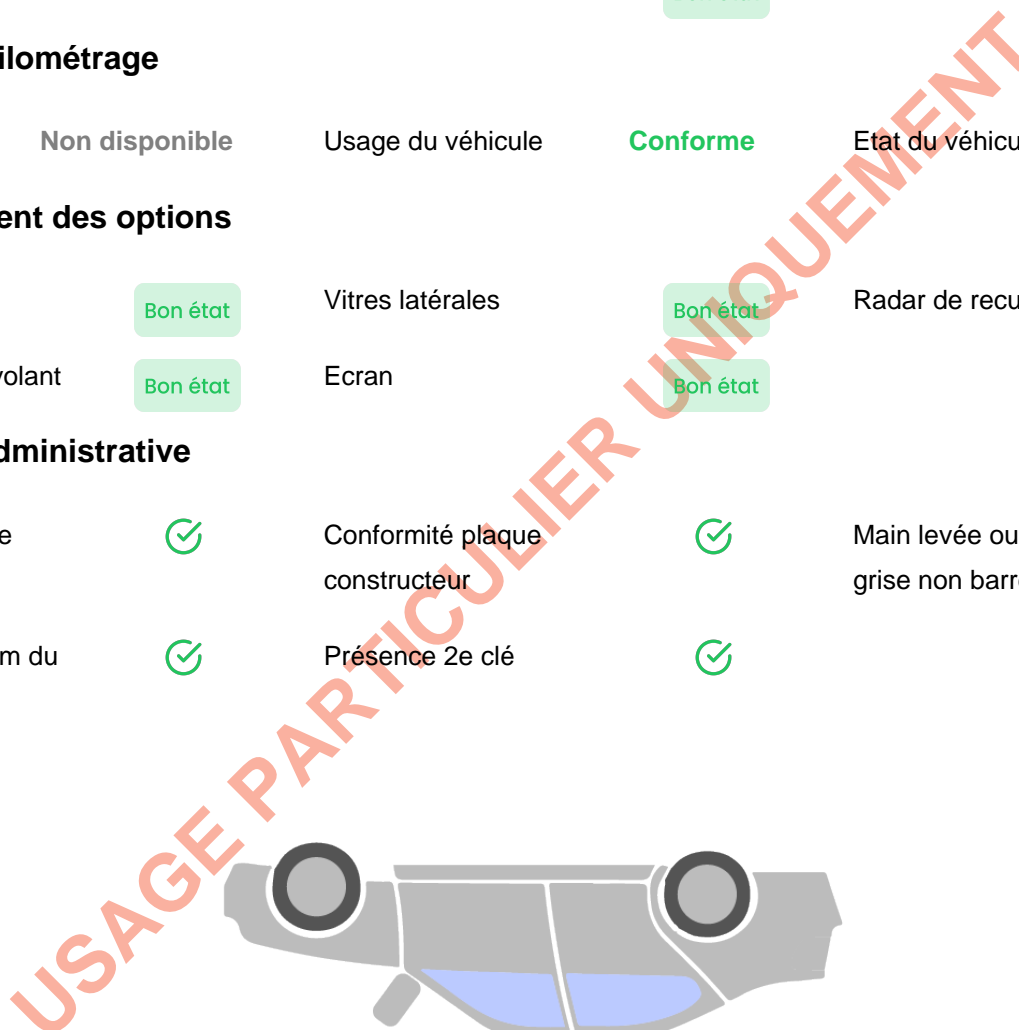 ilométrage
Non disponible Usage du véhicule Conforme Etat du véhicu
ent des options
Bon état Vitres latérales Bon état Radar de recu
volant Bon état Ecran Bon état
dministrative
e Conformité plaque Main levée ou
constructeur grise non barr
m du Présence 2e clé
USAGE PARTICULIER UNIQUEMENT